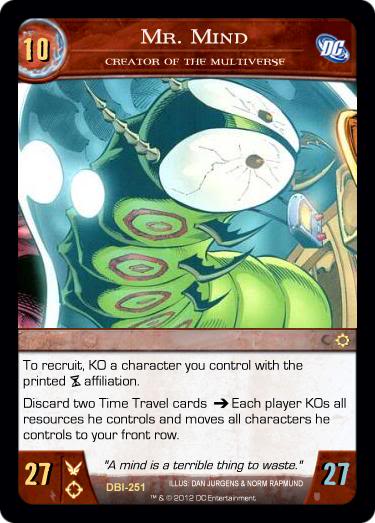 10
MR. MIND
CREATOR OF THE MULTIVERSE
DC
To recruit, KO a character you control with the
printed affiliation.
Discard two Time Travel cards ➔ Each player KOs all
resources he controls and moves all characters he
controls to your front row.
27
"A mind is a terrible thing to waste."
27
DBI-251
ILLUS: DAN JURGENS & NORM RAPMUND
™ & © 2012 DC Entertainment